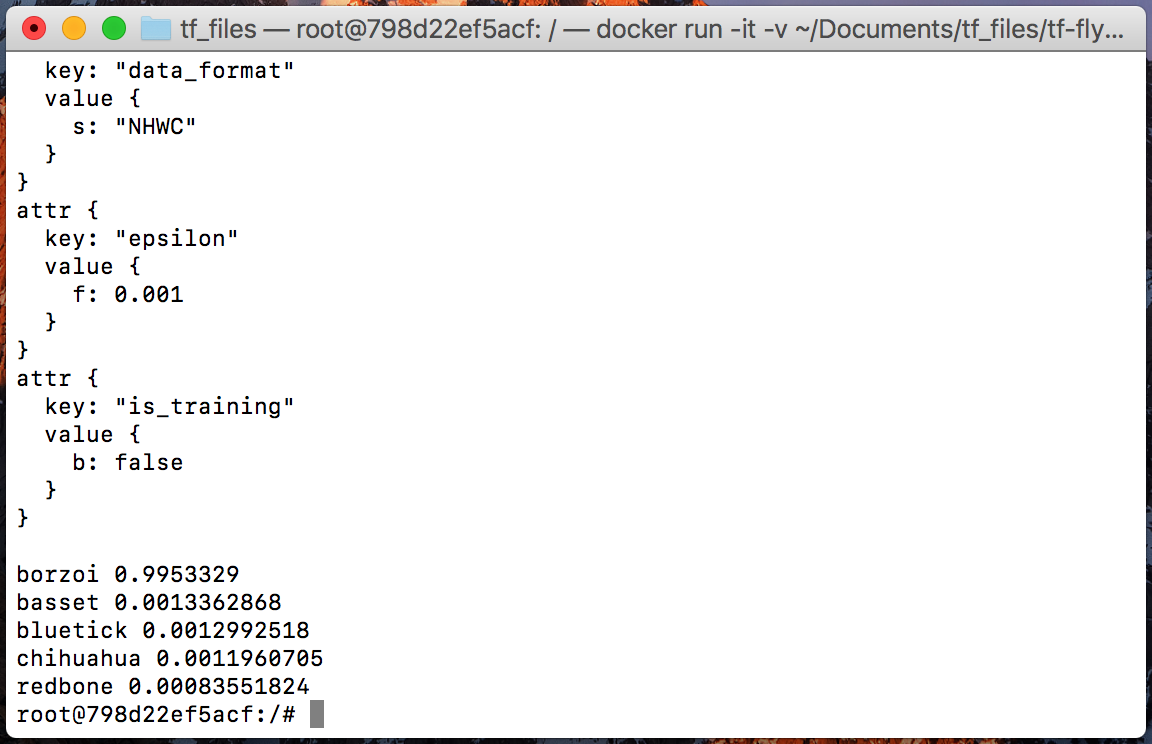 tf_files — root@798d22ef5acf: / — docker run -it -v ~/Documents/tf_files/tf-fly...
  key: "data_format"
  value {
    s: "NHWC"
  }
}
attr {
  key: "epsilon"
  value {
    f: 0.001
  }
}
attr {
  key: "is_training"
  value {
    b: false
  }
}

borzoi 0.9953329
basset 0.0013362868
bluetick 0.0012992518
chihuahua 0.0011960705
redbone 0.00083551824
root@798d22ef5acf:/#